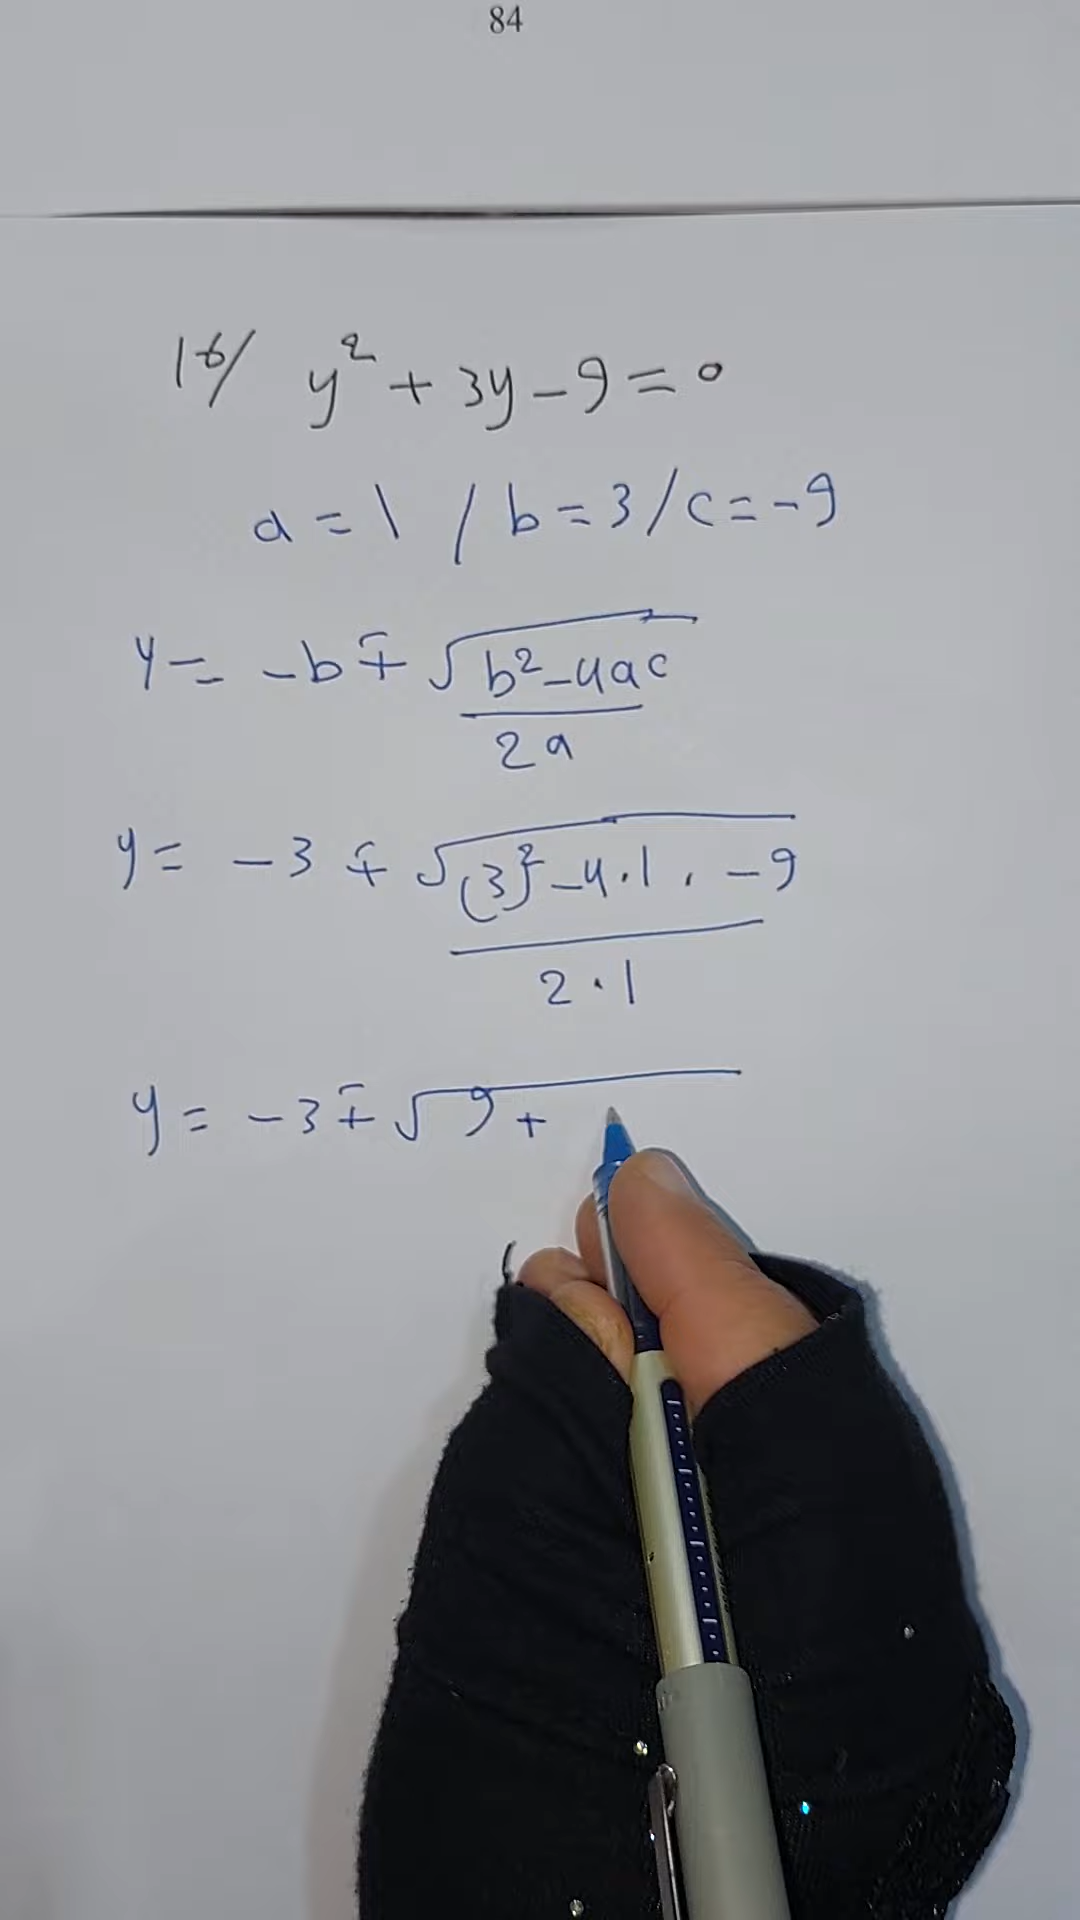 84
16/ y² + 3y - 9 = 0
a = 1 / b = 3 / c = -9
y = -b ∓ √b² - 4ac
2a
y = -3 ∓ √(3)² - 4 · 1 · -9
2 · 1
y = -3 ∓ √9 +